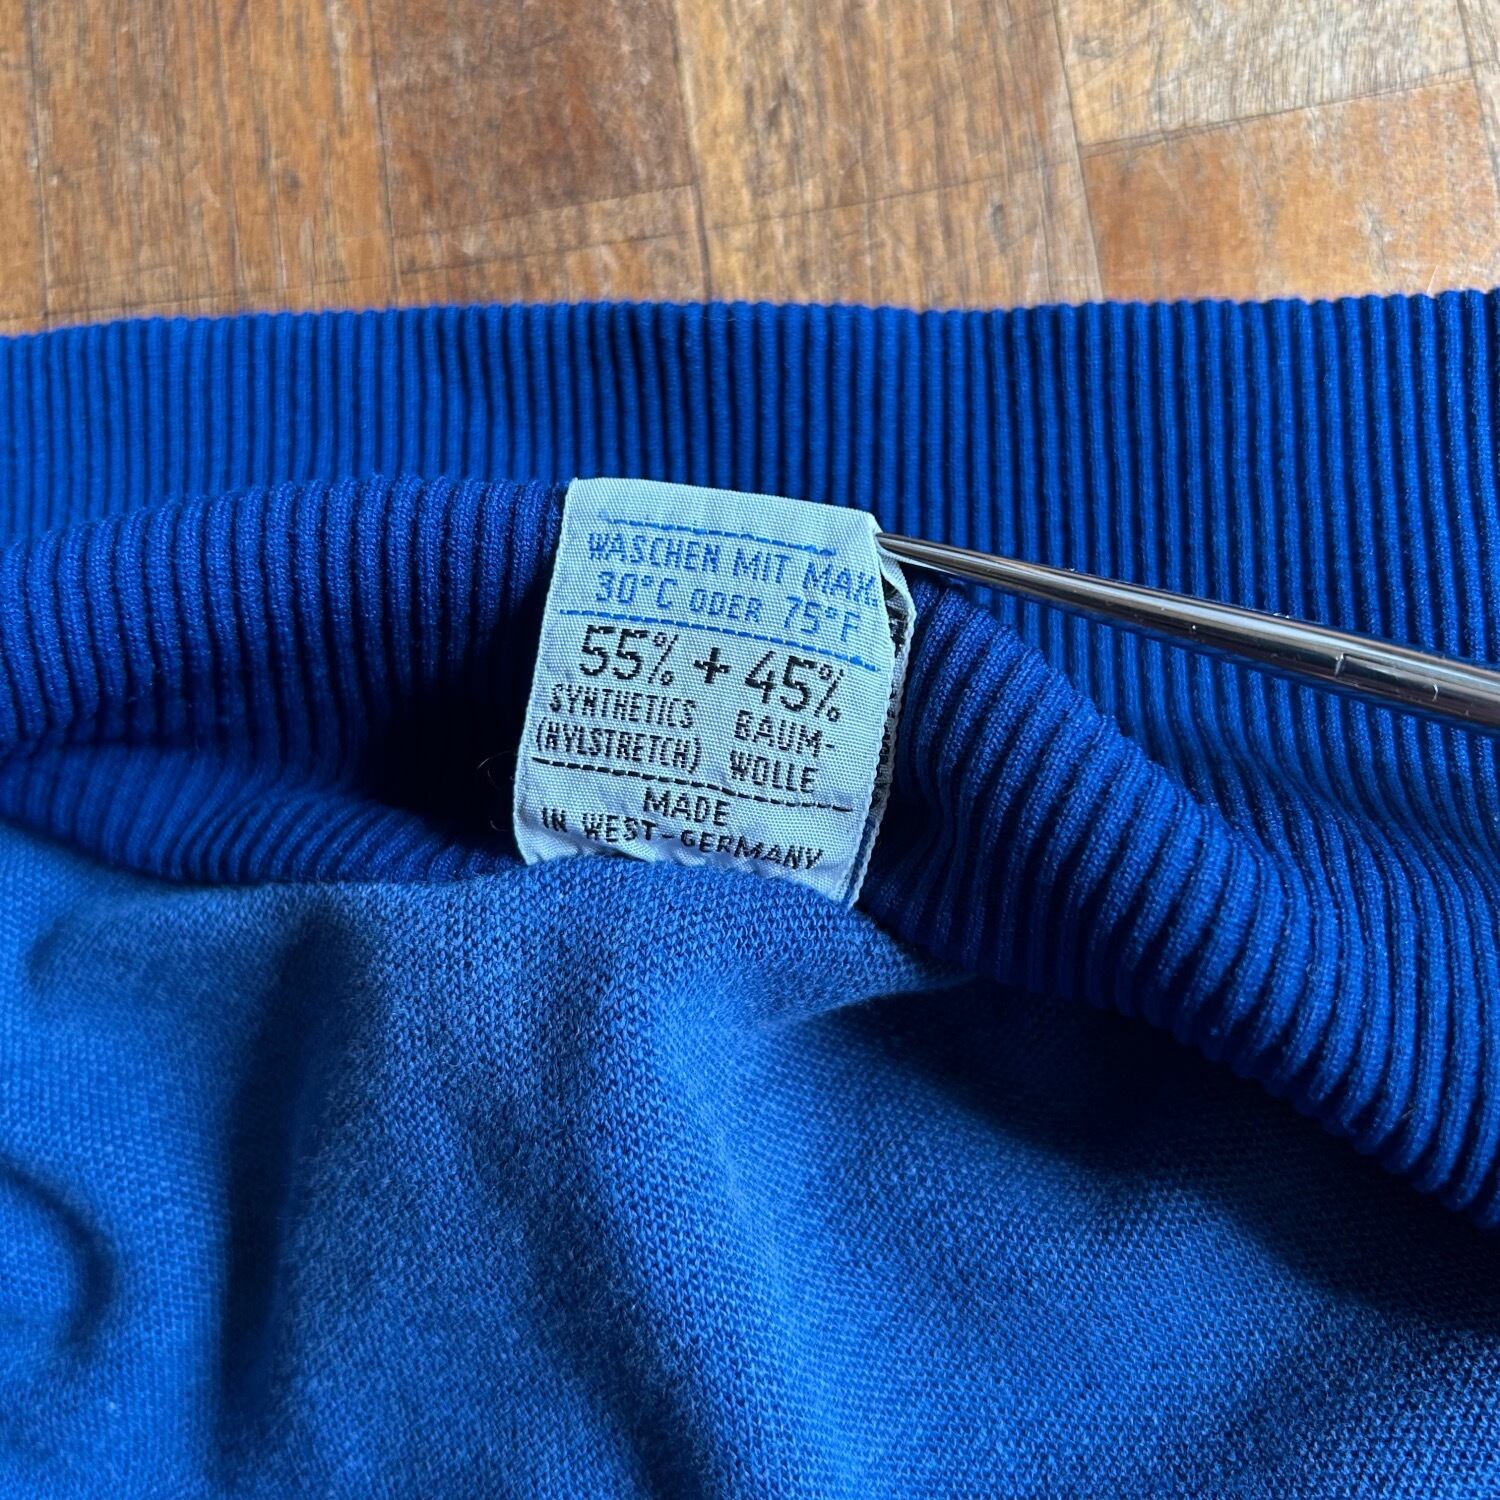 WASCHEN MIT MAX.
30°C ODER 75°F
55% + 45%
SYNTHETICS BAUM-
(NYLSTRETCH) WOLLE
MADE
IN WEST-GERMANY